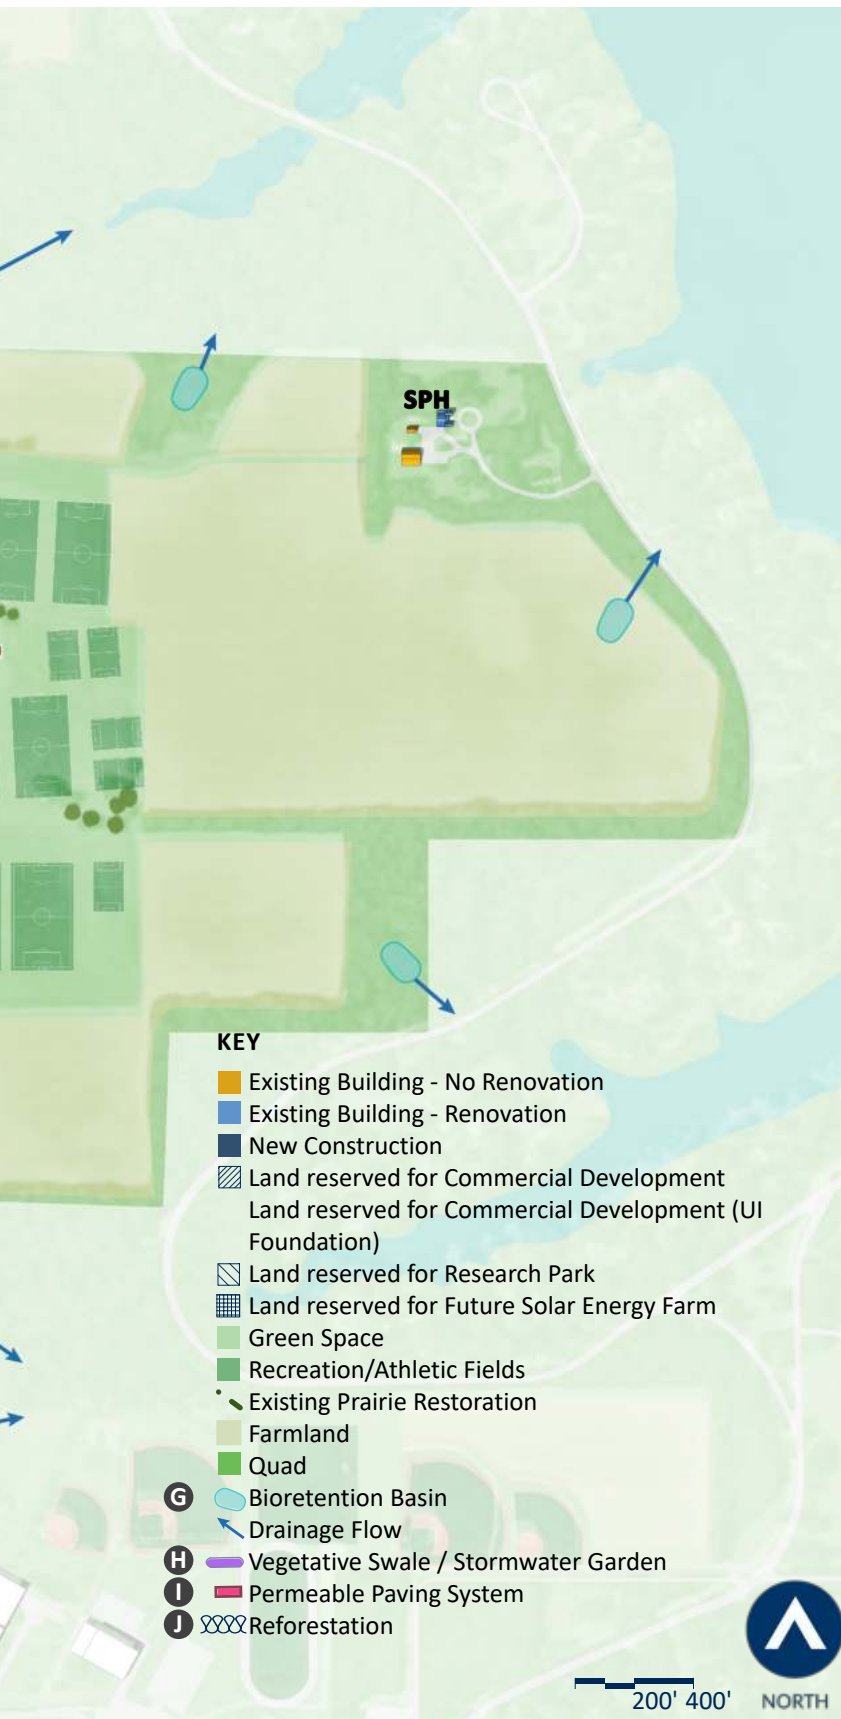 SPH
KEY
Existing Building - No Renovation
Existing Building - Renovation
New Construction
Land reserved for Commercial Development
Land reserved for Commercial Development (UI
Foundation)
Land reserved for Research Park
Land reserved for Future Solar Energy Farm
Green Space
Recreation/Athletic Fields
Existing Prairie Restoration
Farmland
Quad
G Bioretention Basin
Drainage Flow
H Vegetative Swale / Stormwater Garden
I Permeable Paving System
J Reforestation
200' 400'
NORTH